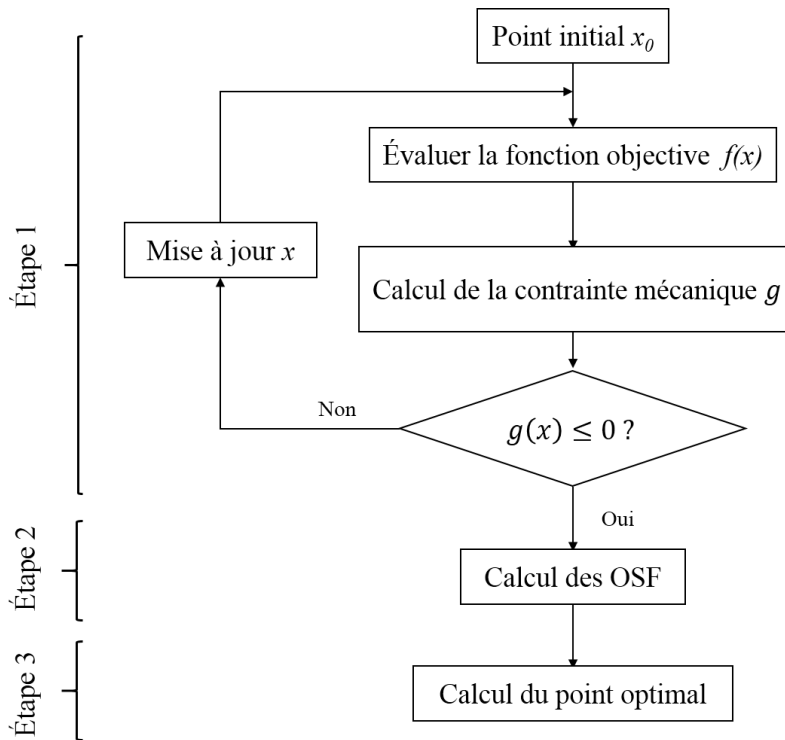 Point initial x₀
Évaluer la fonction objective f(x)
Mise à jour x
Étape 1
Calcul de la contrainte mécanique g
Non
g(x) ≤ 0 ?
Oui
Étape 2
Calcul des OSF
Étape 3
Calcul du point optimal